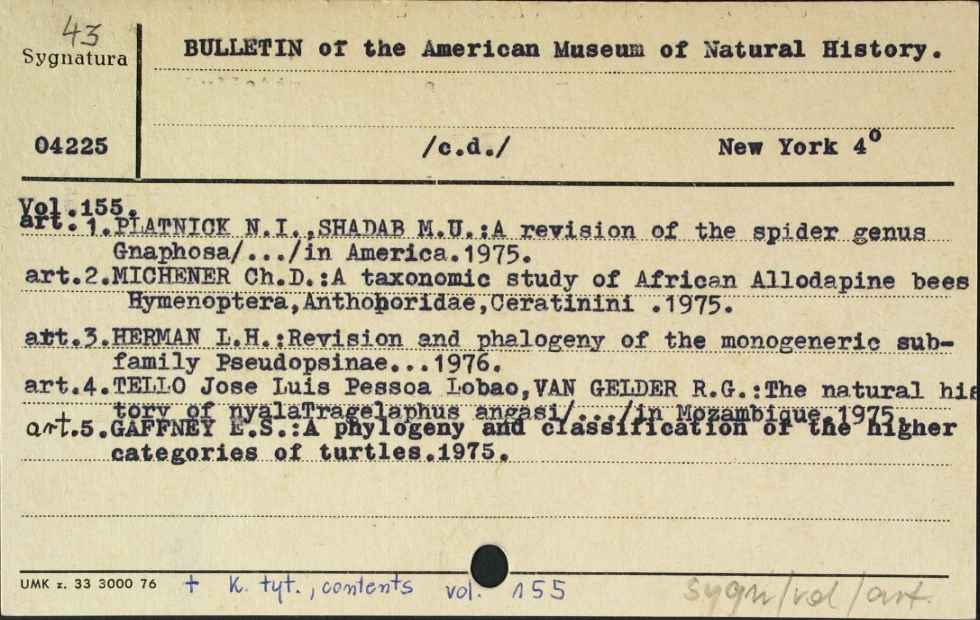 43
Sygnatura
BULLETIN of the American Museum of Natural History.
04225
/c.d./
New York 4º
Vol.155.
art.1.PLATNICK N.I.,SHADAB M.U.:A revision of the spider genus
Gnaphosa/.../in America.1975.
art.2.MICHENER Ch.D.:A taxonomic study of African Allodapine bees
Hymenoptera,Anthophoridae,Ceratinini .1975.
art.3.HERMAN L.H.:Revision and phalogeny of the monogeneric sub-
family Pseudopsinae...1976.
art.4.TELLO Jose Luis Pessoa Lobao,VAN GELDER R.G.:The natural his
tory of nyalaTragelaphus angasi/.../in Mozambique.1975.
art.5.GAFFNEY E.S.:A phylogeny and classification of the higher
categories of turtles.1975.
UMK z. 33 3000 76
+ K. tyt., contents vol. 155
sygn/vol/art.